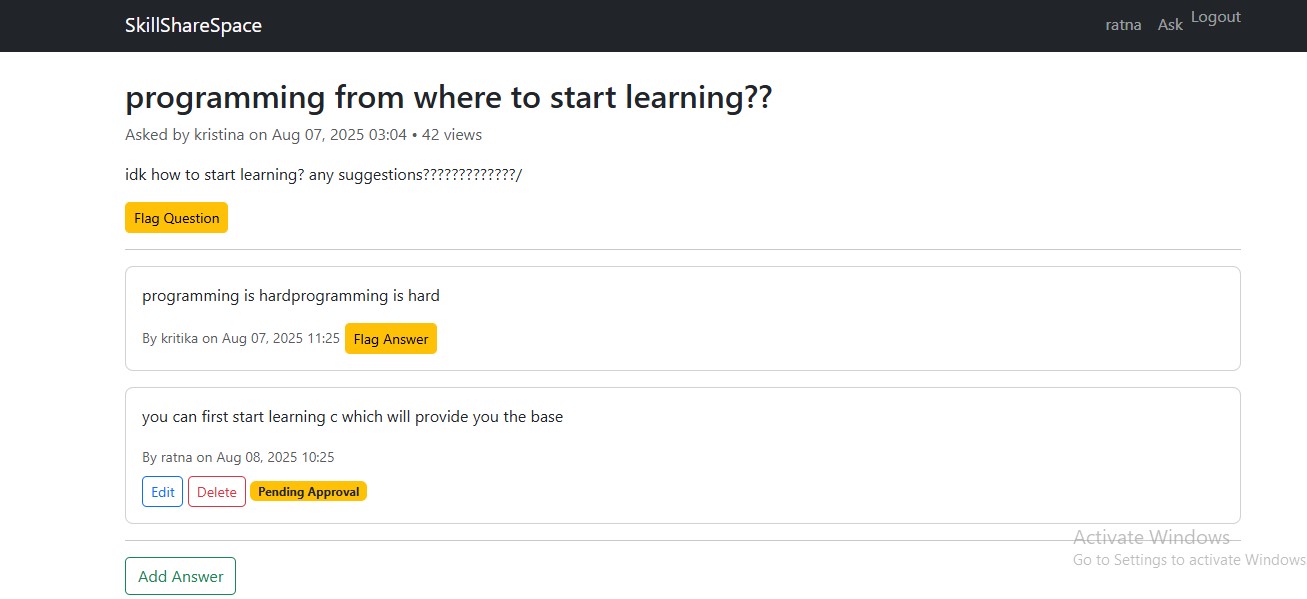 SkillShareSpace
ratna Ask Logout
programming from where to start learning??
Asked by kristina on Aug 07, 2025 03:04 • 42 views
idk how to start learning? any suggestions?????????????/
Flag Question
programming is hardprogramming is hard
By kritika on Aug 07, 2025 11:25 Flag Answer
you can first start learning c which will provide you the base
By ratna on Aug 08, 2025 10:25
Edit Delete Pending Approval
Activate Windows
Go to Settings to activate Windows
Add Answer